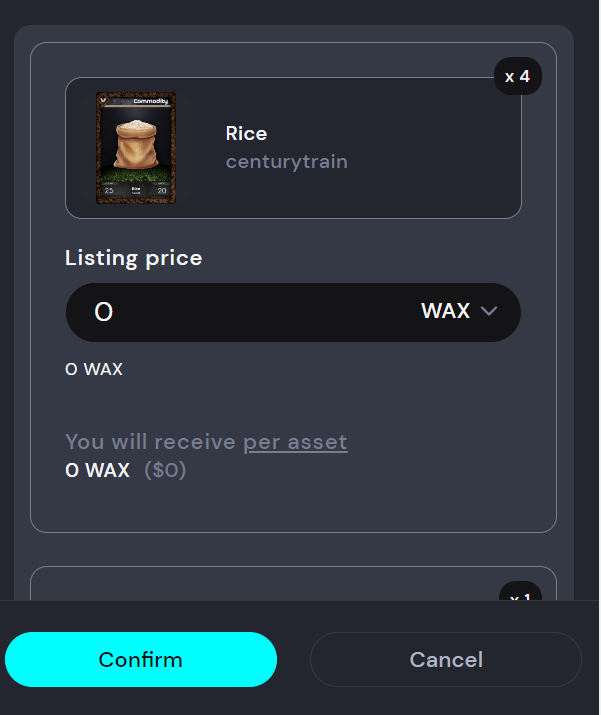 x 4
Commodity
Rice
centurytrain
25
Rice
20
Listing price
0
WAX
0 WAX
You will receive per asset
0 WAX ($0)
x 1
Confirm
Cancel